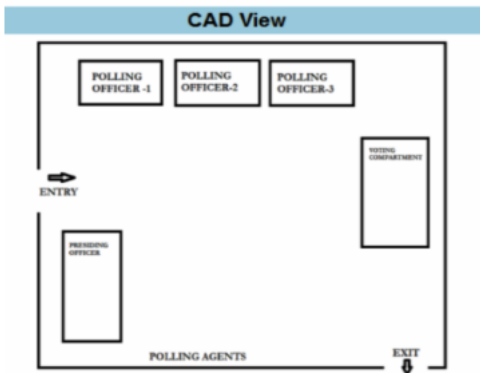 CAD View
POLLING
OFFICER -1
POLLING
OFFICER-2
POLLING
OFFICER-3
VOTING
COMPARTMENT
ENTRY
PRESIDING
OFFICER
POLLING AGENTS
EXIT